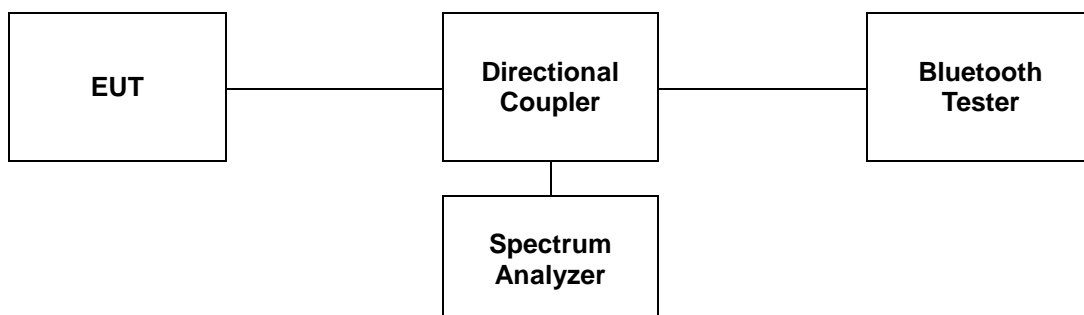 EUT
Directional
Coupler
Bluetooth
Tester
Spectrum
Analyzer